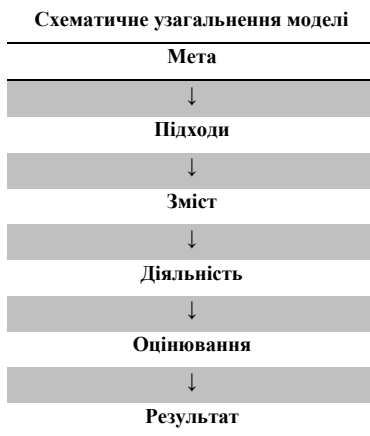 Схематичне узагальнення моделі
Мета
↓
Підходи
↓
Зміст
↓
Діяльність
↓
Оцінювання
↓
Результат